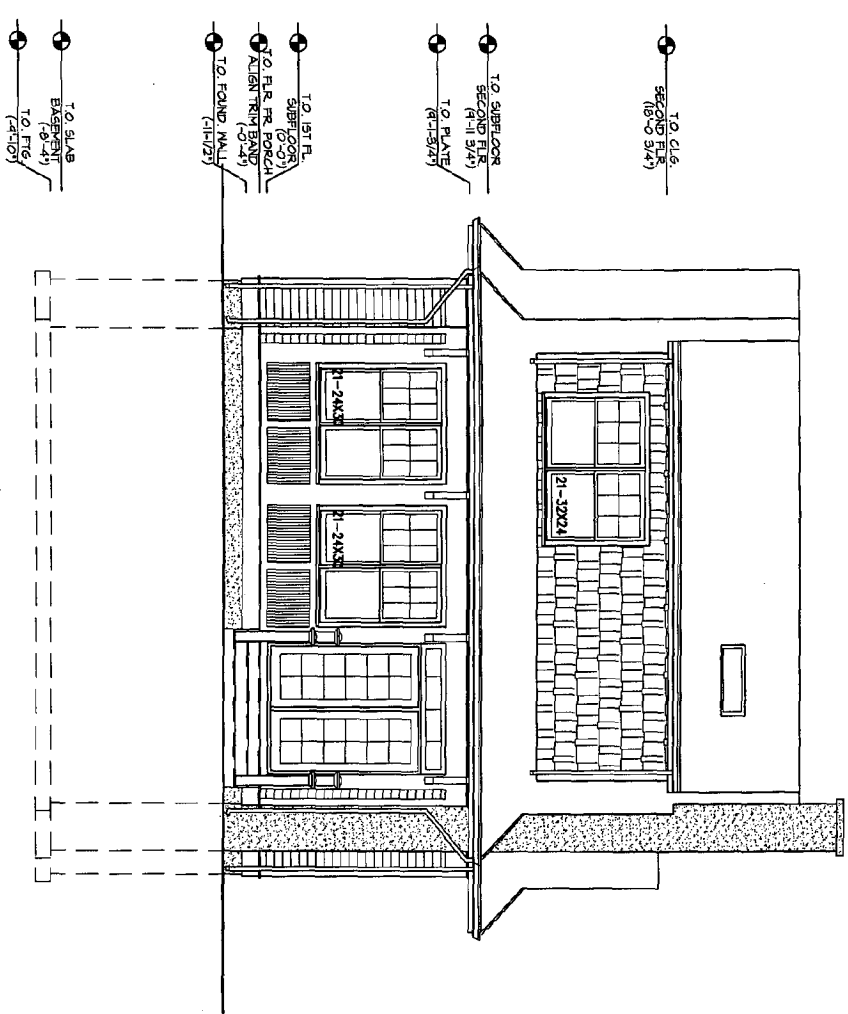 T.O. CLG.
SECOND FLR
(18'-0 3/4")
T.O. SUBFLOOR
SECOND FLR
(9'-11 3/4")
T.O. PLATE
(9'-1-3/4")
T.O. 1ST FL.
SUBFLOOR
(0'-0")
T.O. FLR FR. PORCH
ALIGN TRIM BAND
(-0'-4")
T.O. FOUND. WALL
(-11-1/2")
T.O. SLAB
BASEMENT
(-8'-4")
T.O. FTG.
(-9'-10")
21-32X24
21-24X30
21-24X30